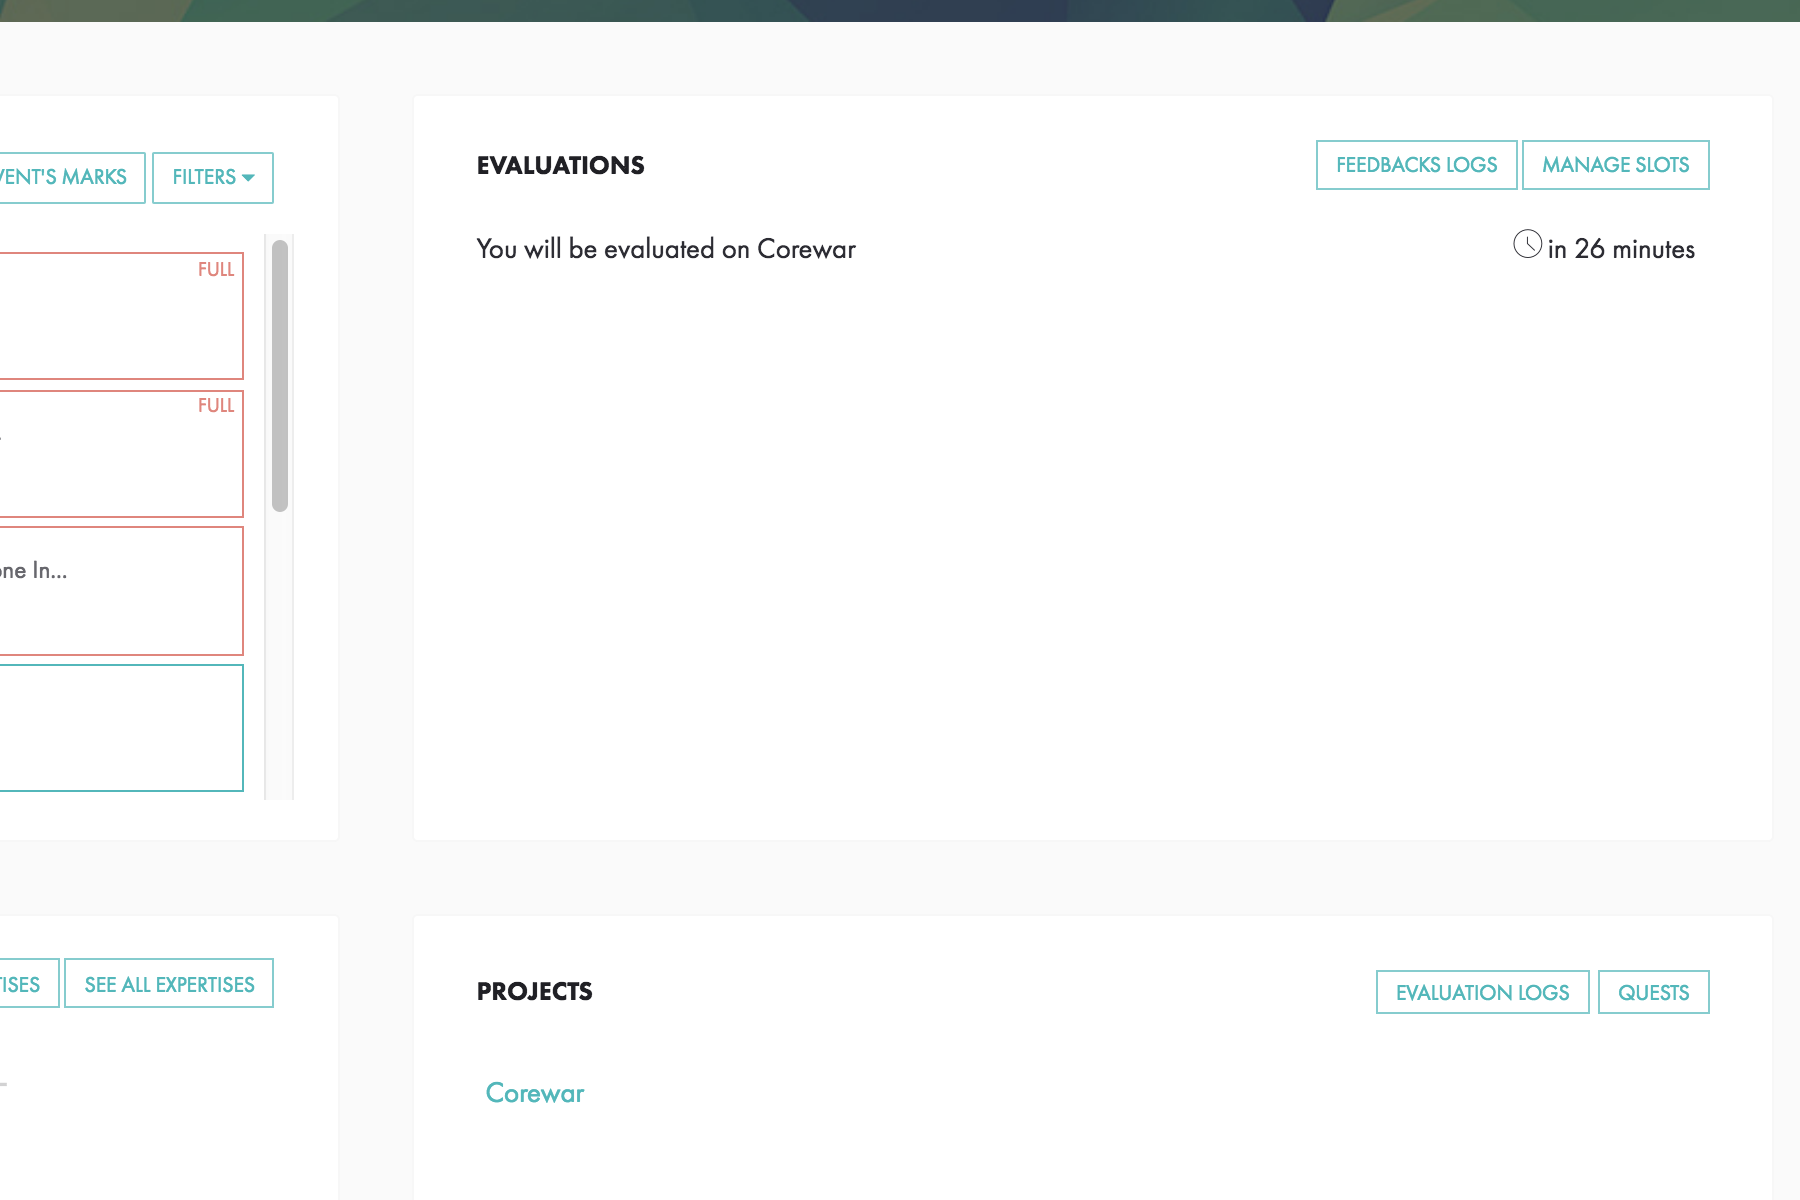 VENT'S MARKS
FILTERS
FULL
FULL
one In...
EVALUATIONS
FEEDBACKS LOGS
MANAGE SLOTS
You will be evaluated on Corewar
in 26 minutes
TISES
SEE ALL EXPERTISES
PROJECTS
EVALUATION LOGS
QUESTS
Corewar